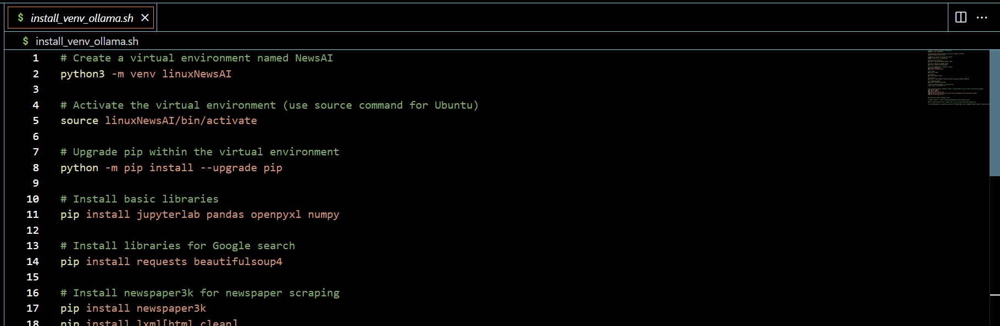 $ install_venv_ollama.sh ×
$ install_venv_ollama.sh
1 # Create a virtual environment named NewsAI
2 python3 -m venv linuxNewsAI
3
4 # Activate the virtual environment (use source command for Ubuntu)
5 source linuxNewsAI/bin/activate
6
7 # Upgrade pip within the virtual environment
8 python -m pip install --upgrade pip
9
10 # Install basic libraries
11 pip install jupyterlab pandas openpyxl numpy
12
13 # Install libraries for Google search
14 pip install requests beautifulsoup4
15
16 # Install newspaper3k for newspaper scraping
17 pip install newspaper3k
18 pip install lxml[html_clean]